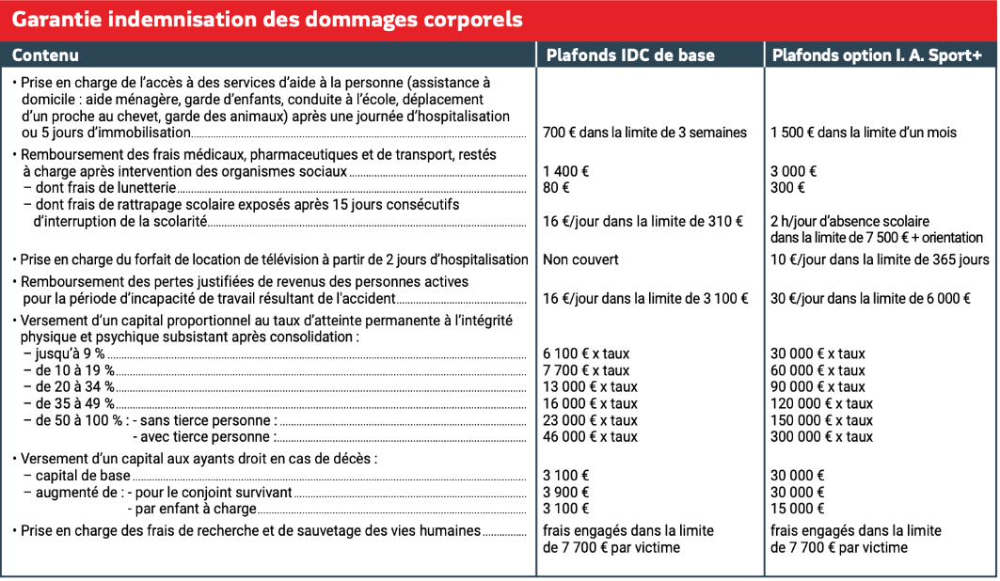 Garantie indemnisation des dommages corporels
Contenu Plafonds IDC de base Plafonds option I. A. Sport+
• Prise en charge de l’accès à des services d’aide à la personne (assistance à
domicile : aide ménagère, garde d’enfants, conduite à l’école, déplacement
d’un proche au chevet, garde des animaux) après une journée d’hospitalisation
ou 5 jours d’immobilisation 700 € dans la limite de 3 semaines 1 500 € dans la limite d’un mois
• Remboursement des frais médicaux, pharmaceutiques et de transport, restés
à charge après intervention des organismes sociaux 1 400 € 3 000 €
– dont frais de lunetterie 80 € 300 €
– dont frais de rattrapage scolaire exposés après 15 jours consécutifs
d’interruption de la scolarité 16 €/jour dans la limite de 310 € 2 h/jour d’absence scolaire
dans la limite de 7 500 € + orientation
• Prise en charge du forfait de location de télévision à partir de 2 jours d’hospitalisation Non couvert 10 €/jour dans la limite de 365 jours
• Remboursement des pertes justifiées de revenus des personnes actives
pour la période d’incapacité de travail résultant de l'accident 16 €/jour dans la limite de 3 100 € 30 €/jour dans la limite de 6 000 €
• Versement d’un capital proportionnel au taux d’atteinte permanente à l’intégrité
physique et psychique subsistant après consolidation :
– jusqu’à 9 % 6 100 € x taux 30 000 € x taux
– de 10 à 19 % 7 700 € x taux 60 000 € x taux
– de 20 à 34 % 13 000 € x taux 90 000 € x taux
– de 35 à 49 % 16 000 € x taux 120 000 € x taux
– de 50 à 100 % : - sans tierce personne : 23 000 € x taux 150 000 € x taux
- avec tierce personne : 46 000 € x taux 300 000 € x taux
• Versement d’un capital aux ayants droit en cas de décès :
– capital de base 3 100 € 30 000 €
– augmenté de : - pour le conjoint survivant 3 900 € 30 000 €
- par enfant à charge 3 100 € 15 000 €
• Prise en charge des frais de recherche et de sauvetage des vies humaines frais engagés dans la limite frais engagés dans la limite
de 7 700 € par victime de 7 700 € par victime